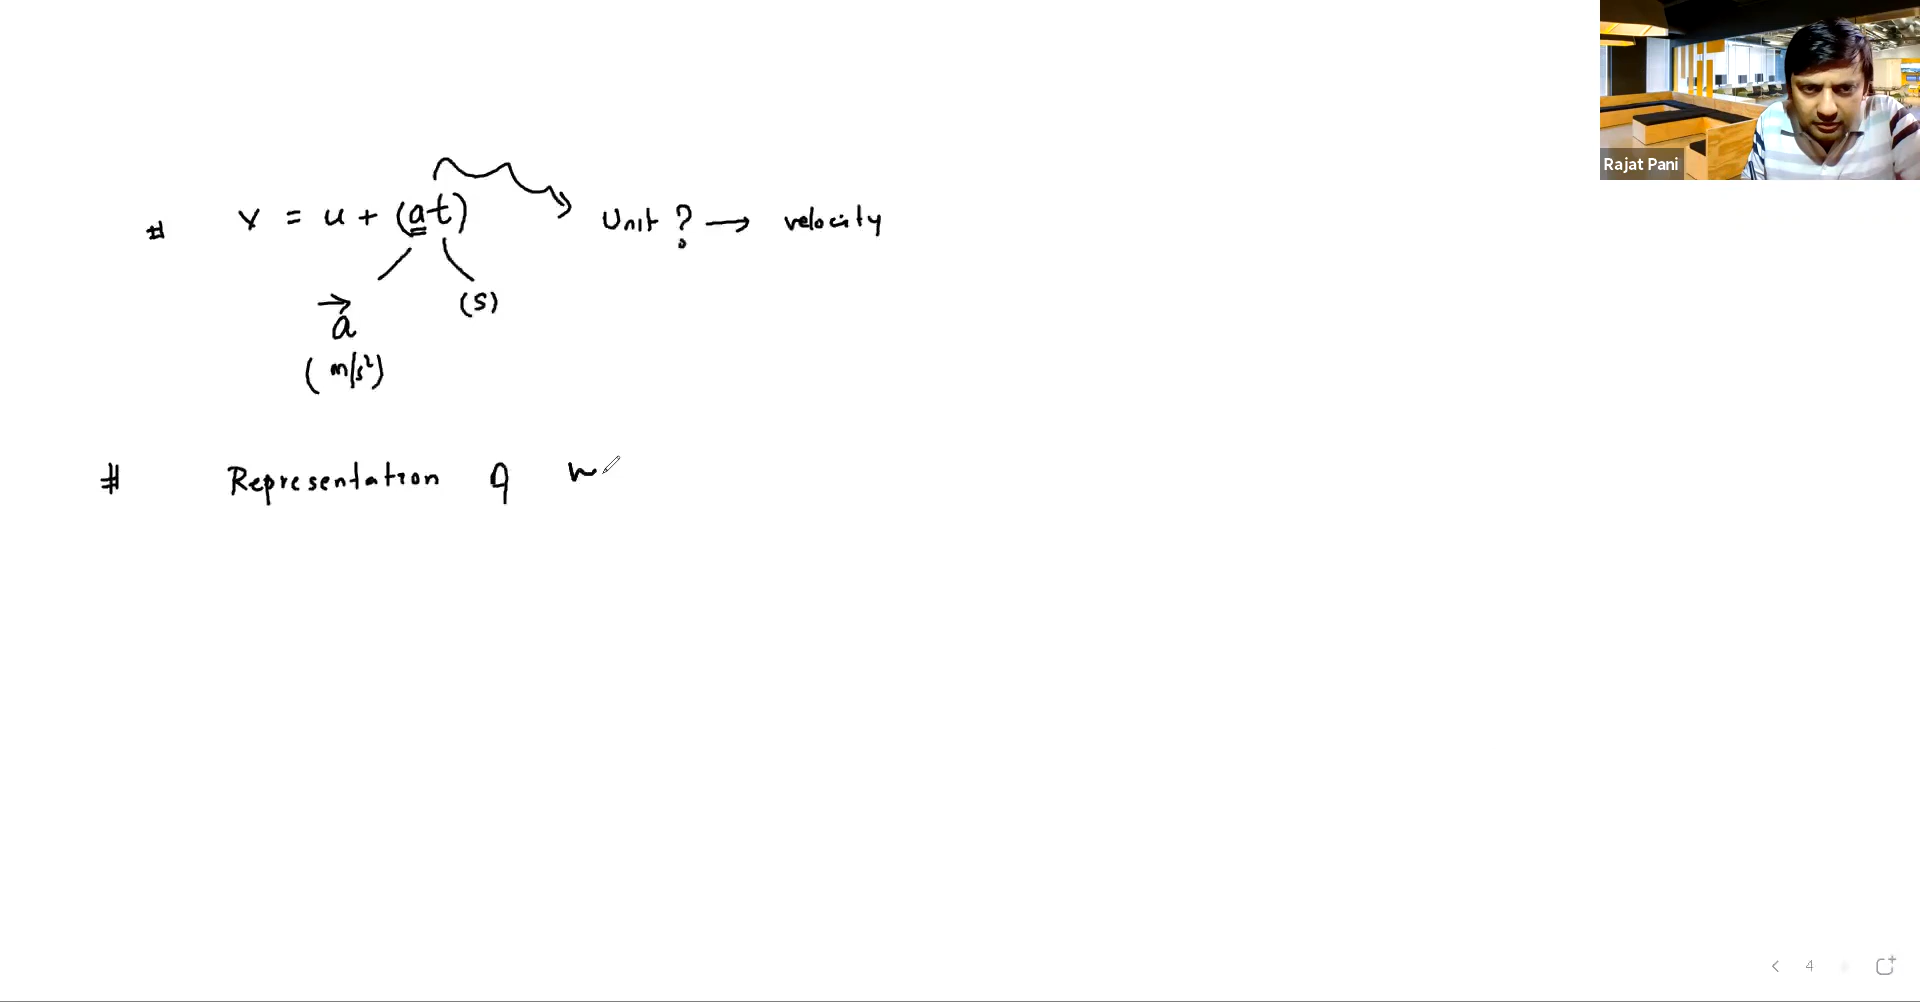 Rajat Pani
# v = u + (at) Unit ? → velocity
→
a
(s)
(m/s²)
# Representation of
4